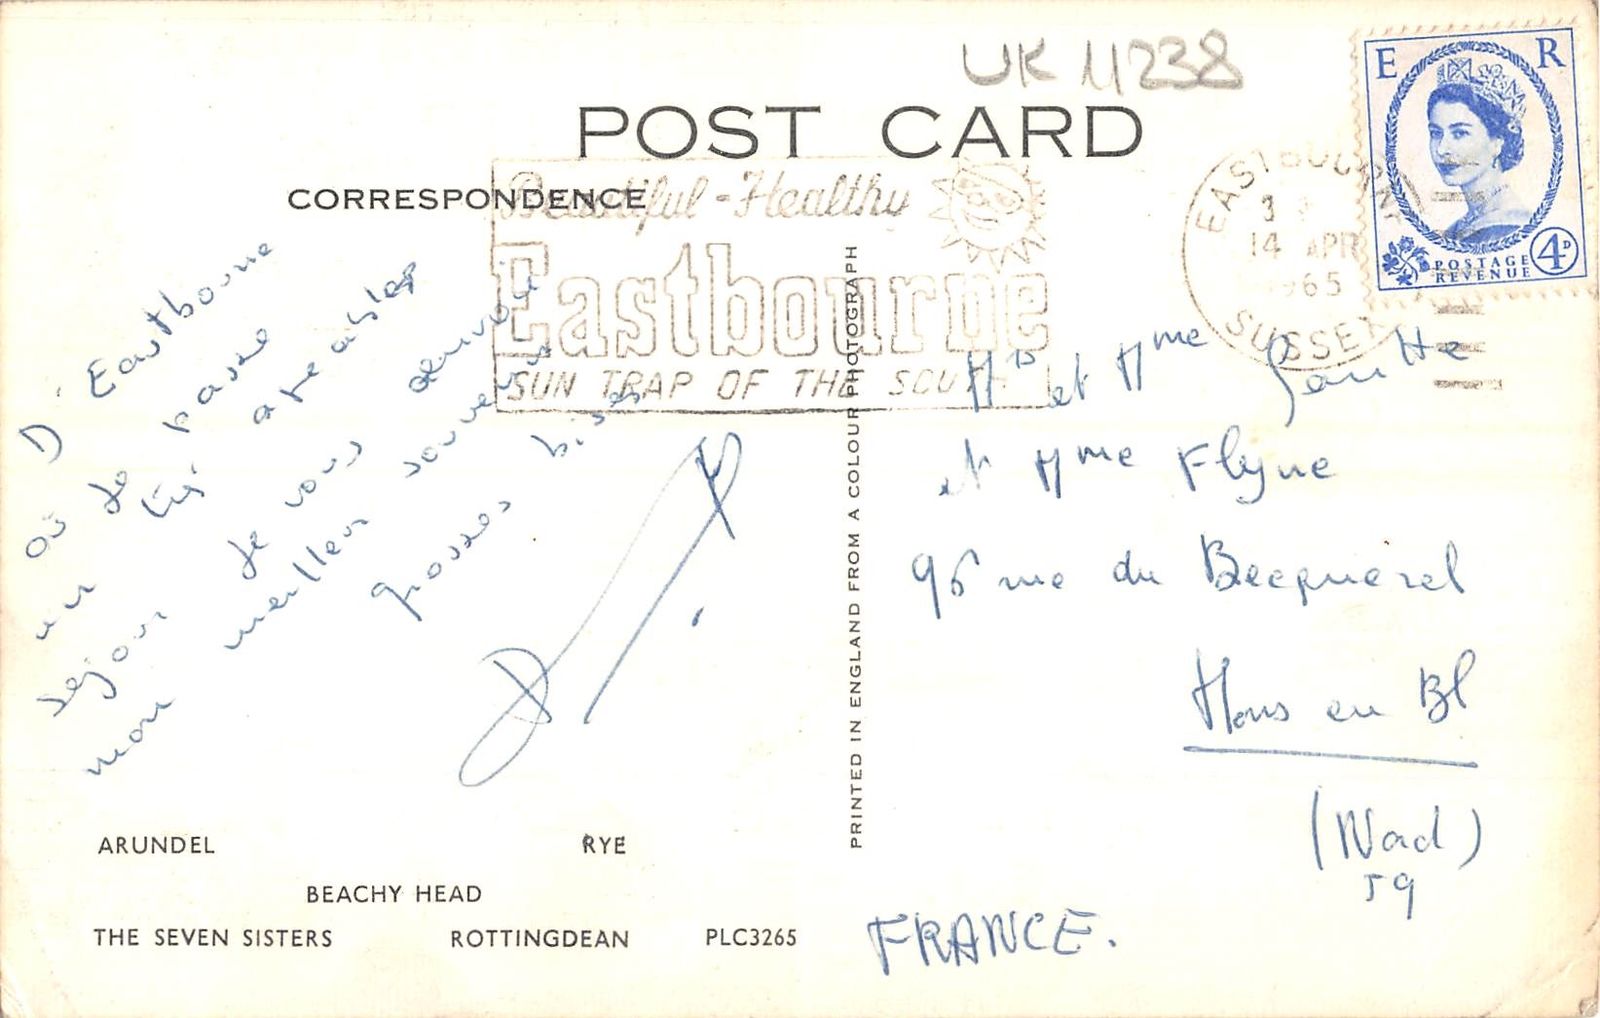 UK 11238
POST CARD
CORRESPONDENCE
Beautiful - Healthy
Eastbourne
SUN TRAP OF THE SOUTH
EASTBOURNE
14 APR
1965
SUSSEX
E R
POSTAGE
REVENUE
4D
D'Eastbourne
où je passe
un très agréable
séjour je vous envoie
mon meilleur souvenir
grosses bises
PRINTED IN ENGLAND FROM A COLOUR PHOTOGRAPH
et Mme
et Mme Flyne
rue du Becquerel
Mons en Bl
(Nord)
59
FRANCE.
ARUNDEL RYE
BEACHY HEAD
THE SEVEN SISTERS ROTTINGDEAN PLC3265